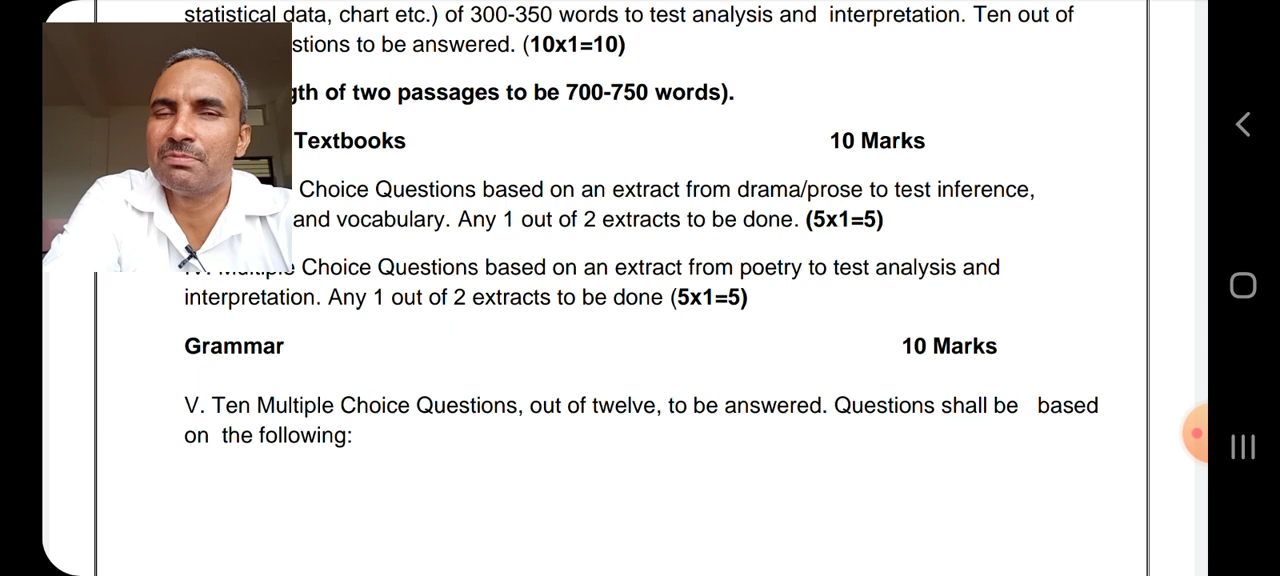 statistical data, chart etc.) of 300-350 words to test analysis and interpretation. Ten out of
to be answered. (10x1=10)
of two passages to be 700-750 words).
Textbooks 10 Marks
Choice Questions based on an extract from drama/prose to test inference,
and vocabulary. Any 1 out of 2 extracts to be done. (5x1=5)
Choice Questions based on an extract from poetry to test analysis and
interpretation. Any 1 out of 2 extracts to be done (5x1=5)
Grammar 10 Marks
V. Ten Multiple Choice Questions, out of twelve, to be answered. Questions shall be based
on the following: